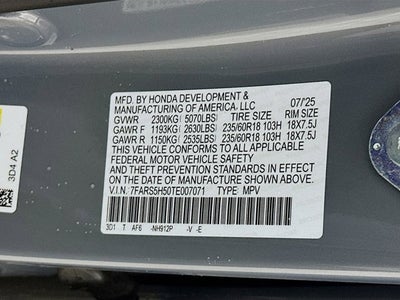 MFD. BY HONDA DEVELOPMENT &
MANUFACTURING OF AMERICA, LLC 07/'25
GVWR 2300KG 5070LBS TIRE SIZE RIM SIZE
GAWR F 1193KG 2630LBS 235/60R18 103H 18X7.5J
GAWR R 1150KG 2535LBS 235/60R18 103H 18X7.5J
THIS VEHICLE CONFORMS TO ALL APPLICABLE
FEDERAL MOTOR VEHICLE SAFETY AND
THEFT PREVENTION STANDARDS IN EFFECT ON
THE DATE OF MANUFACTURE SHOWN ABOVE.
V.I.N. 7FARS5H50TE007071 TYPE: MPV
3D1 T AF6 -NH912P -V -E
3D4 A2